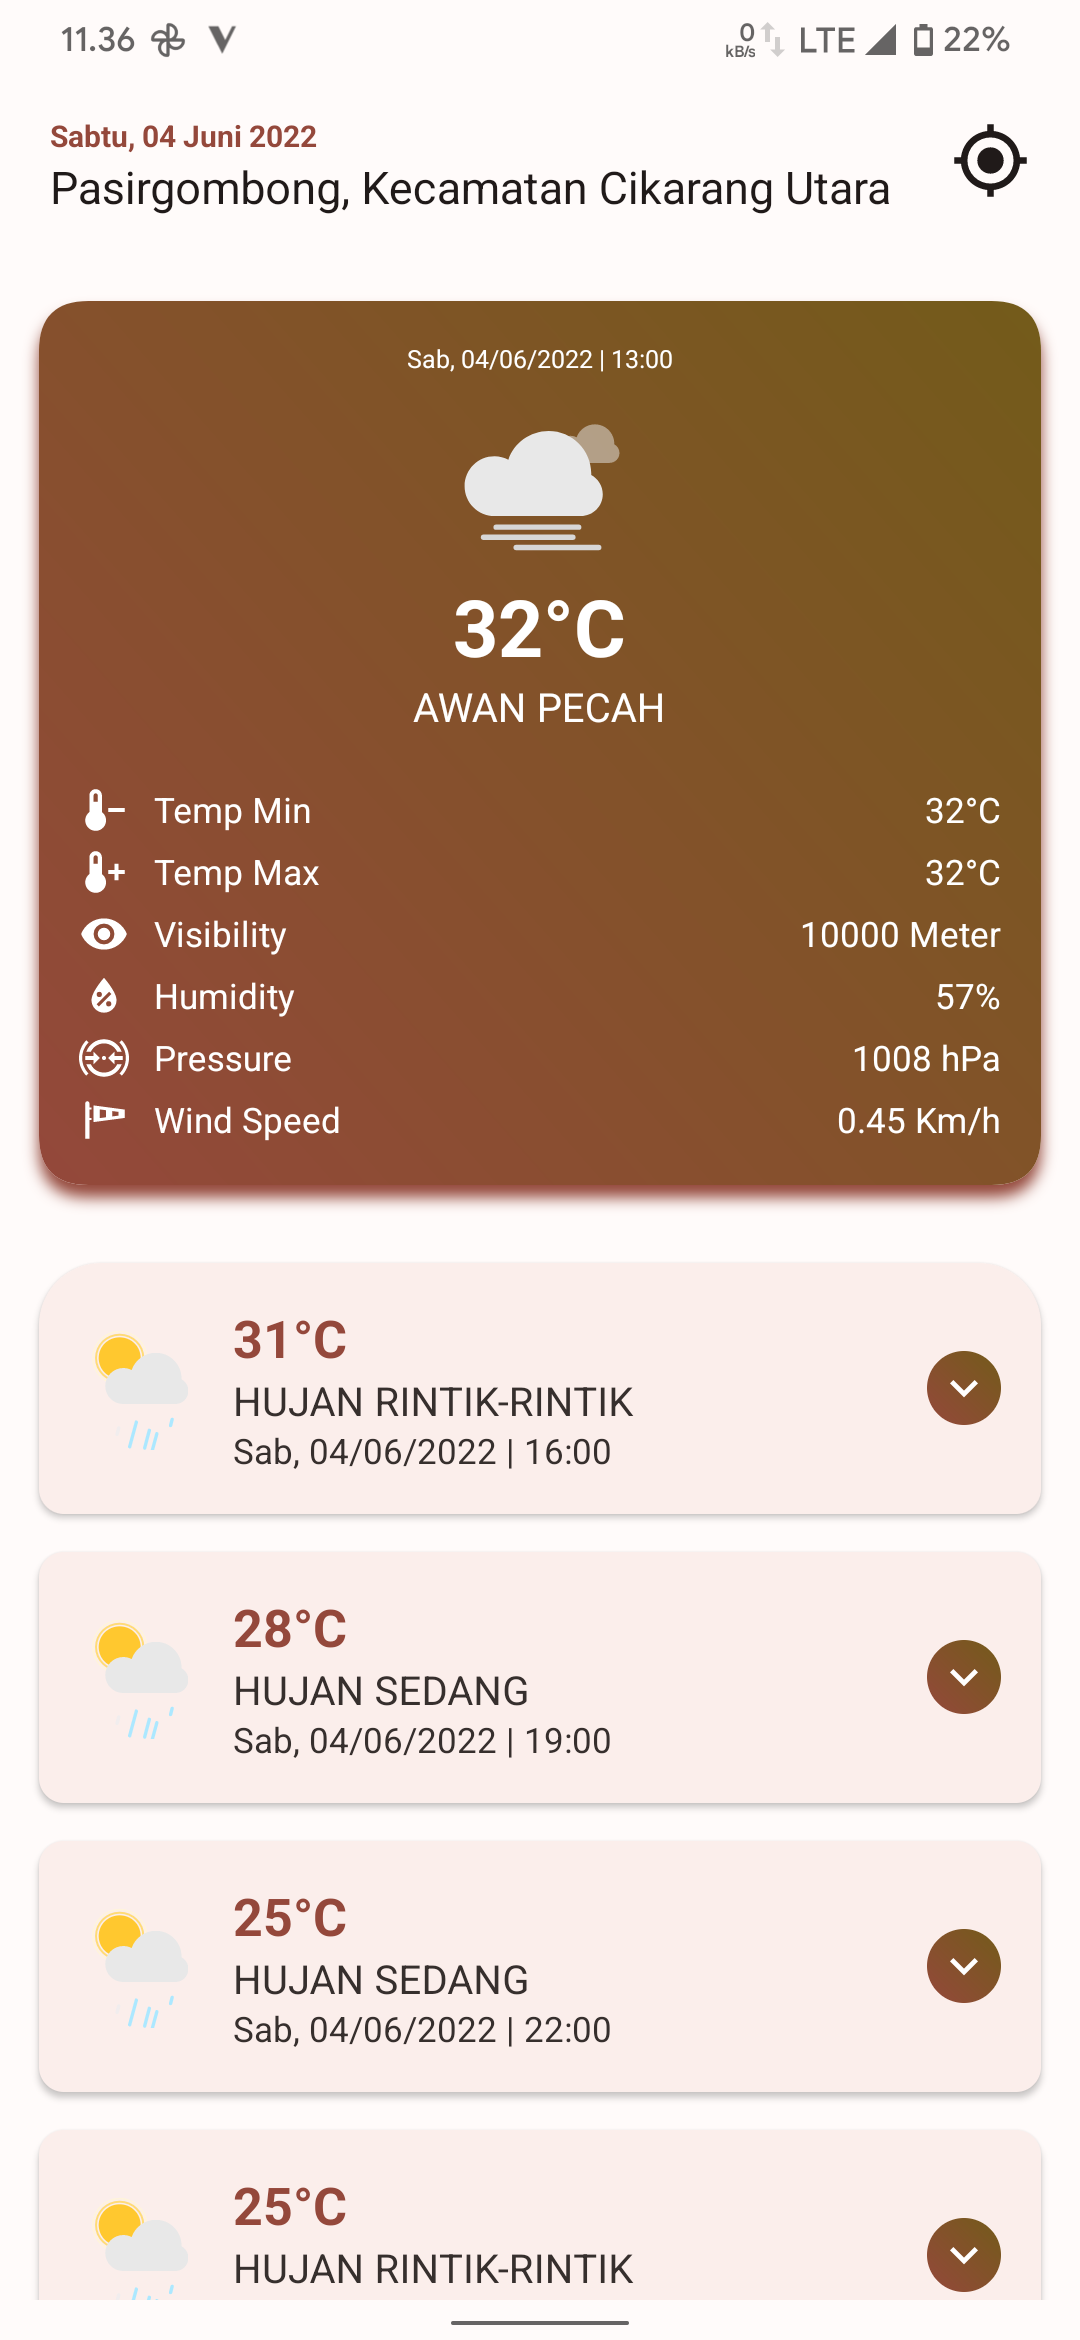 11.36
0 kB/s LTE 22%
Sabtu, 04 Juni 2022
Pasirgombong, Kecamatan Cikarang Utara
Sab, 04/06/2022 | 13:00
32°C
AWAN PECAH
Temp Min 32°C
Temp Max 32°C
Visibility 10000 Meter
Humidity 57%
Pressure 1008 hPa
Wind Speed 0.45 Km/h
31°C
HUJAN RINTIK-RINTIK
Sab, 04/06/2022 | 16:00
28°C
HUJAN SEDANG
Sab, 04/06/2022 | 19:00
25°C
HUJAN SEDANG
Sab, 04/06/2022 | 22:00
25°C
HUJAN RINTIK-RINTIK